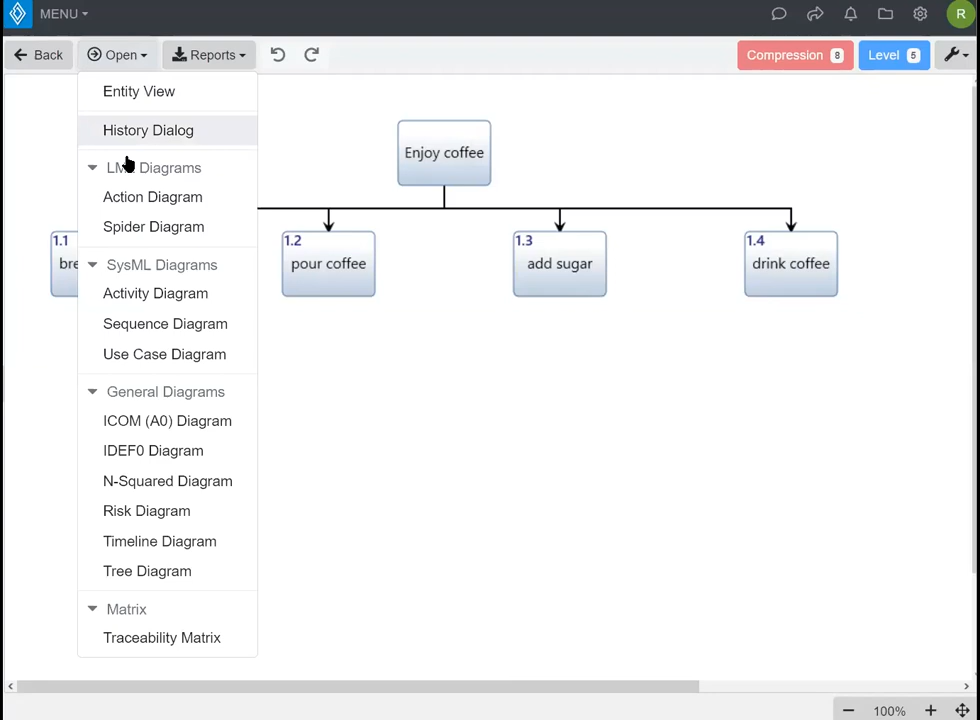 MENU
R
Back
Open
Reports
Compression 8
Level 5
Entity View
History Dialog
Diagrams
Action Diagram
Spider Diagram
SysML Diagrams
Activity Diagram
Sequence Diagram
Use Case Diagram
General Diagrams
ICOM (A0) Diagram
IDEF0 Diagram
N-Squared Diagram
Risk Diagram
Timeline Diagram
Tree Diagram
Matrix
Traceability Matrix
Enjoy coffee
1.1
bre
1.2
pour coffee
1.3
add sugar
1.4
drink coffee
100%